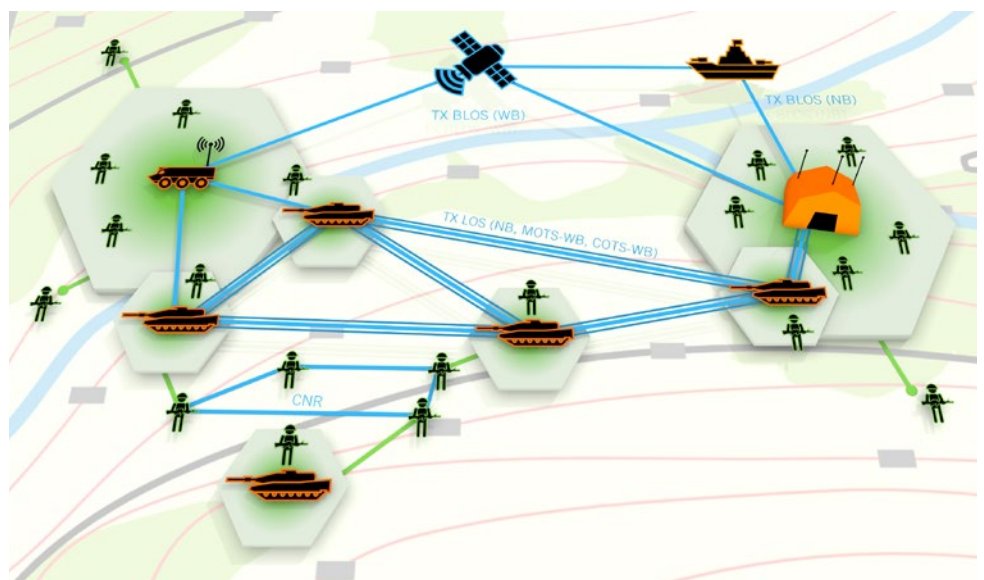 TX BLOS (WB)
TX BLOS (NB)
TX LOS (NB, MOTS-WB, COTS-WB)
CNR